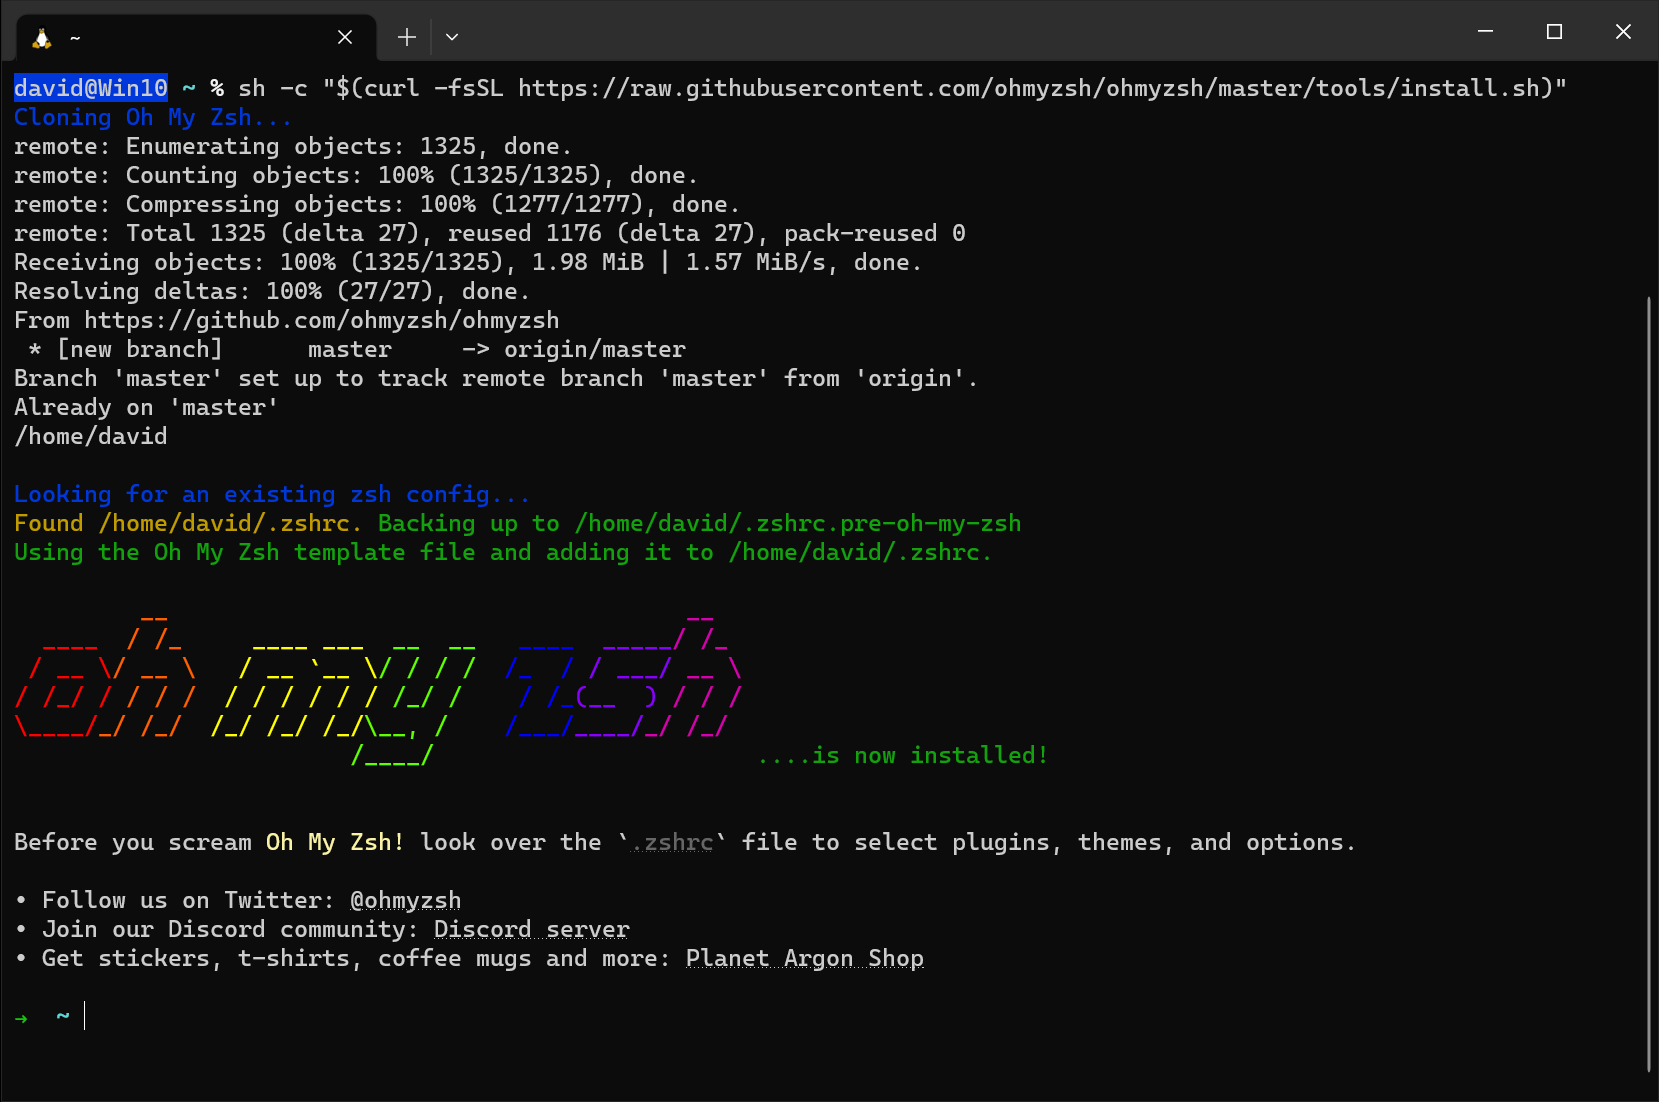 ~
david@Win10 ~ % sh -c "$(curl -fsSL https://raw.githubusercontent.com/ohmyzsh/ohmyzsh/master/tools/install.sh)"
Cloning Oh My Zsh...
remote: Enumerating objects: 1325, done.
remote: Counting objects: 100% (1325/1325), done.
remote: Compressing objects: 100% (1277/1277), done.
remote: Total 1325 (delta 27), reused 1176 (delta 27), pack-reused 0
Receiving objects: 100% (1325/1325), 1.98 MiB | 1.57 MiB/s, done.
Resolving deltas: 100% (27/27), done.
From https://github.com/ohmyzsh/ohmyzsh
 * [new branch]      master     -> origin/master
Branch 'master' set up to track remote branch 'master' from 'origin'.
Already on 'master'
/home/david
Looking for an existing zsh config...
Found /home/david/.zshrc. Backing up to /home/david/.zshrc.pre-oh-my-zsh
Using the Oh My Zsh template file and adding it to /home/david/.zshrc.
oh my zsh
....is now installed!
Before you scream Oh My Zsh! look over the `.zshrc` file to select plugins, themes, and options.
• Follow us on Twitter: @ohmyzsh
• Join our Discord community: Discord server
• Get stickers, t-shirts, coffee mugs and more: Planet Argon Shop
→ ~